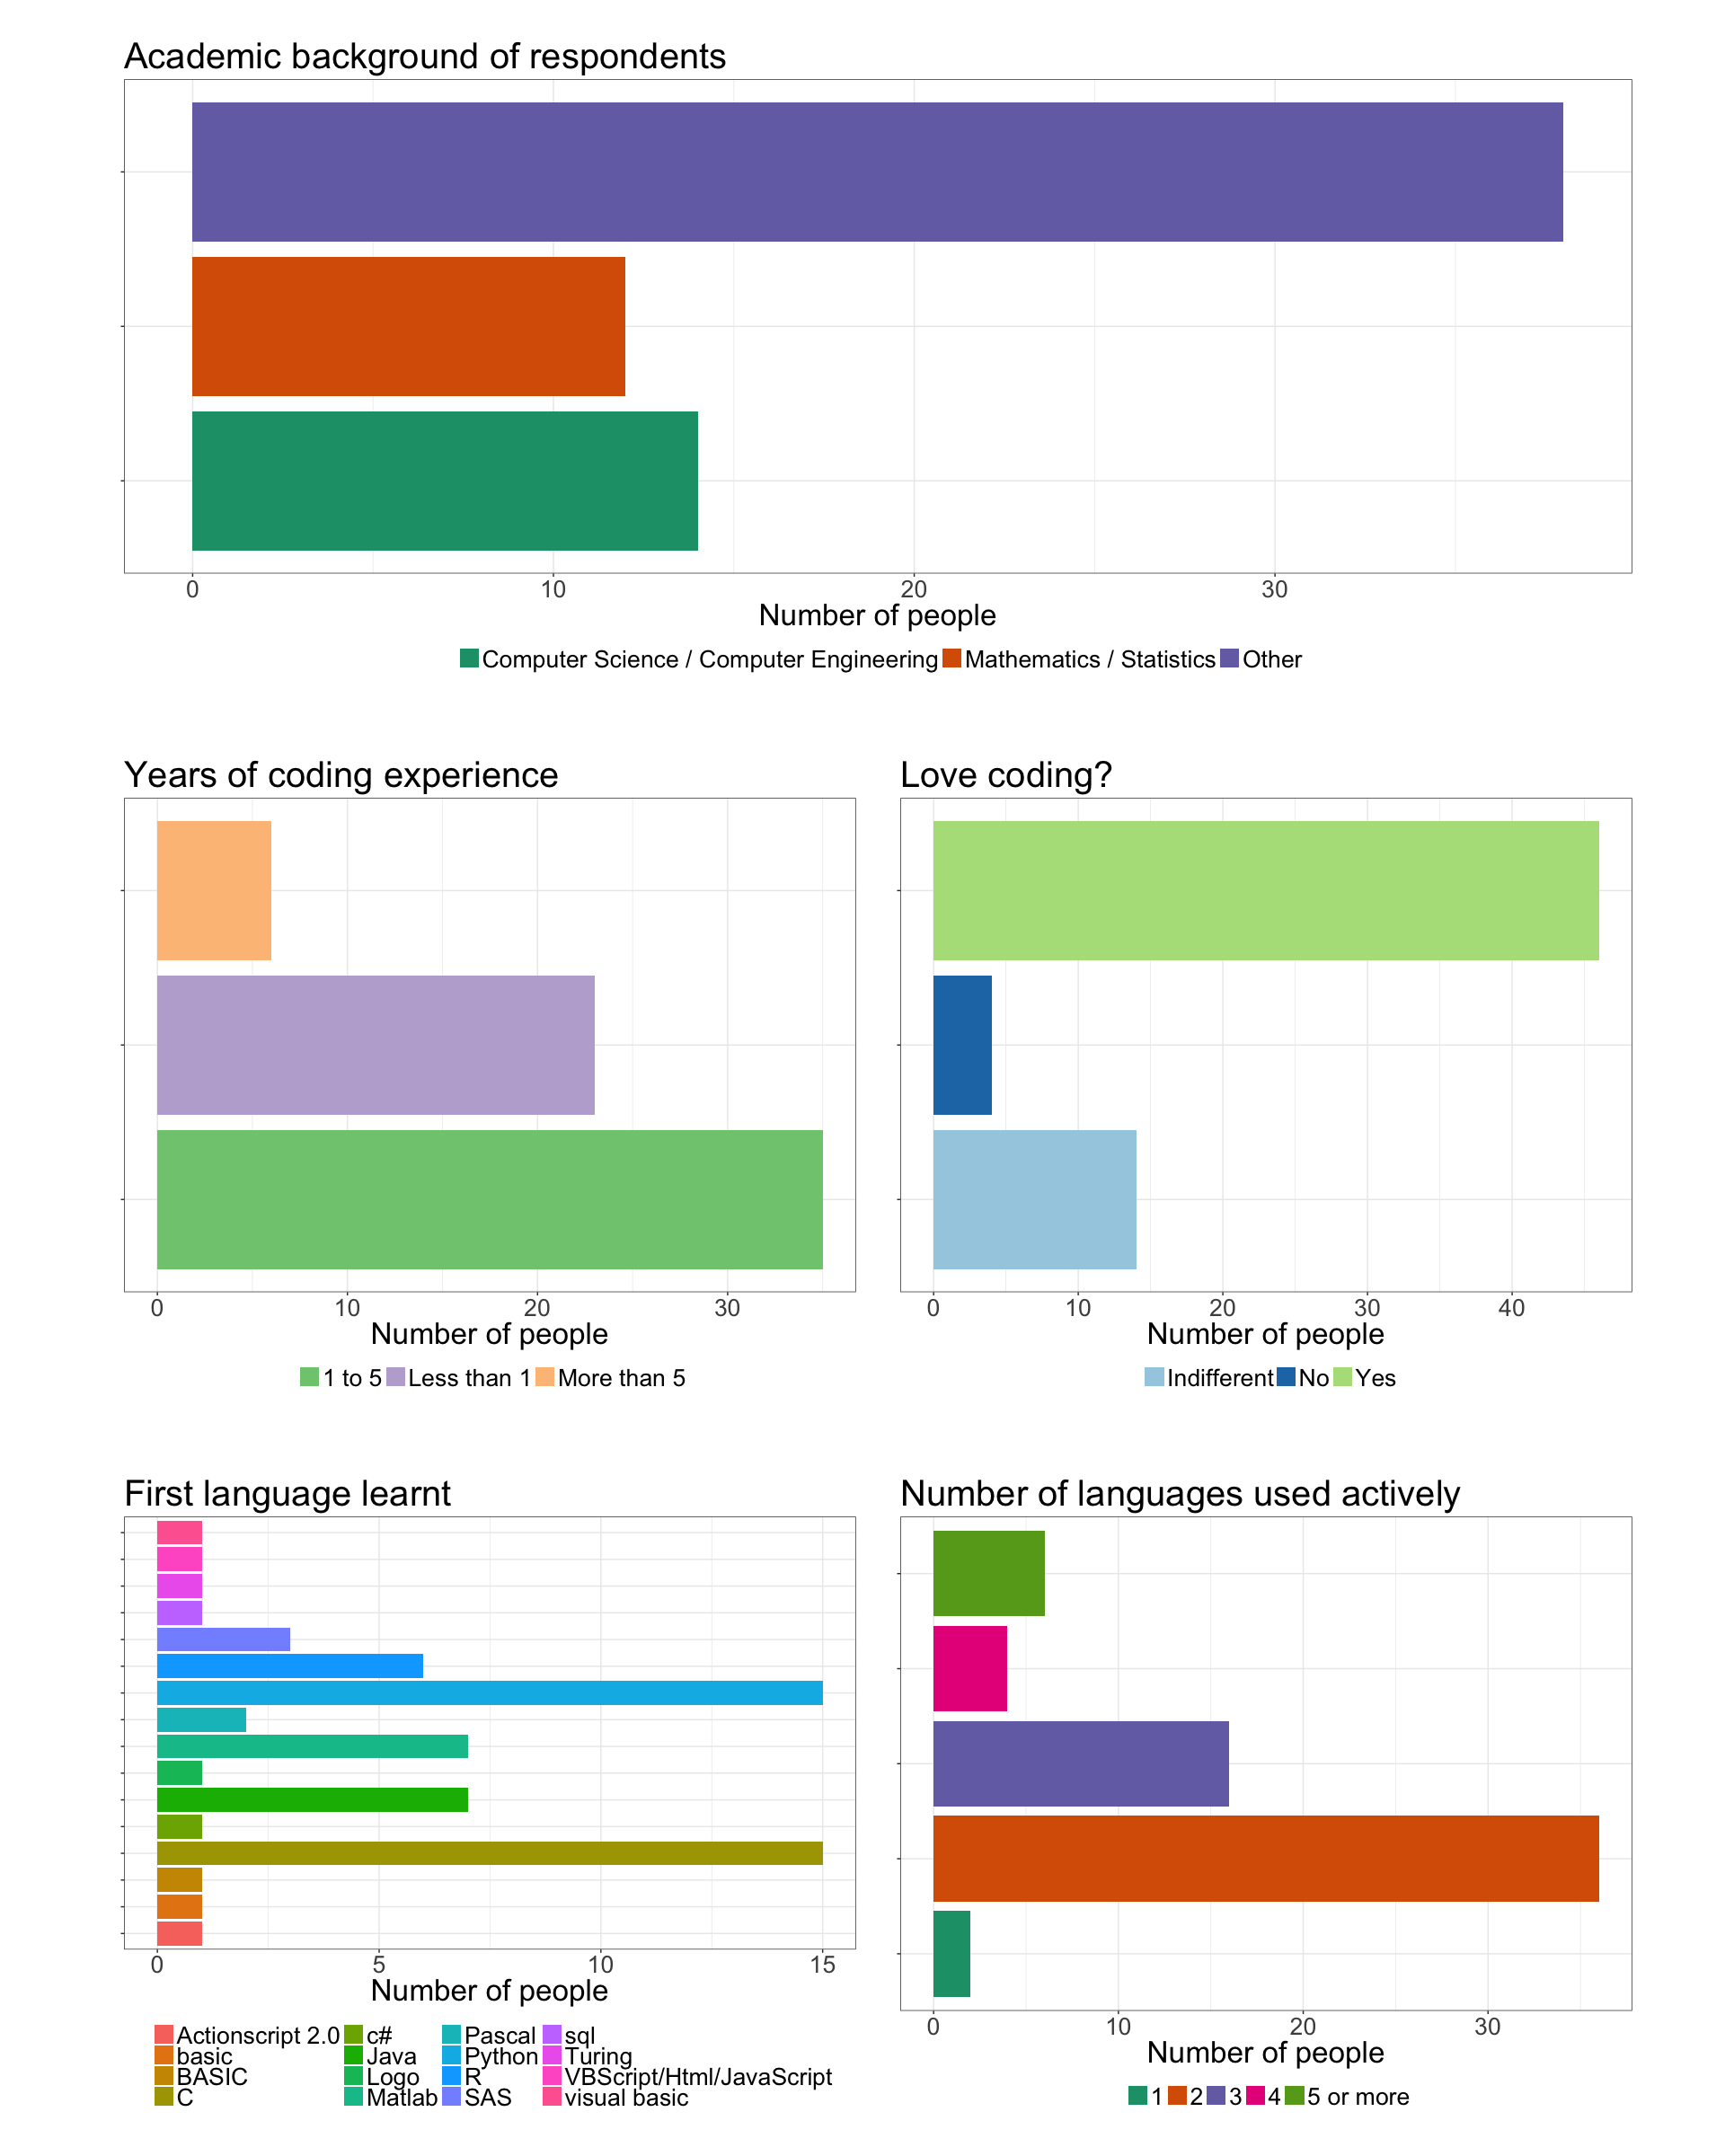 Academic background of respondents
0 10 20 30
Number of people
Computer Science / Computer Engineering Mathematics / Statistics Other
Years of coding experience
0 10 20 30
Number of people
1 to 5 Less than 1 More than 5
Love coding?
0 10 20 30 40
Number of people
Indifferent No Yes
First language learnt
0 5 10 15
Number of people
Actionscript 2.0 c# Pascal sql
basic Java Python Turing
BASIC Logo R VBScript/Html/JavaScript
C Matlab SAS visual basic
Number of languages used actively
0 10 20 30
Number of people
1 2 3 4 5 or more